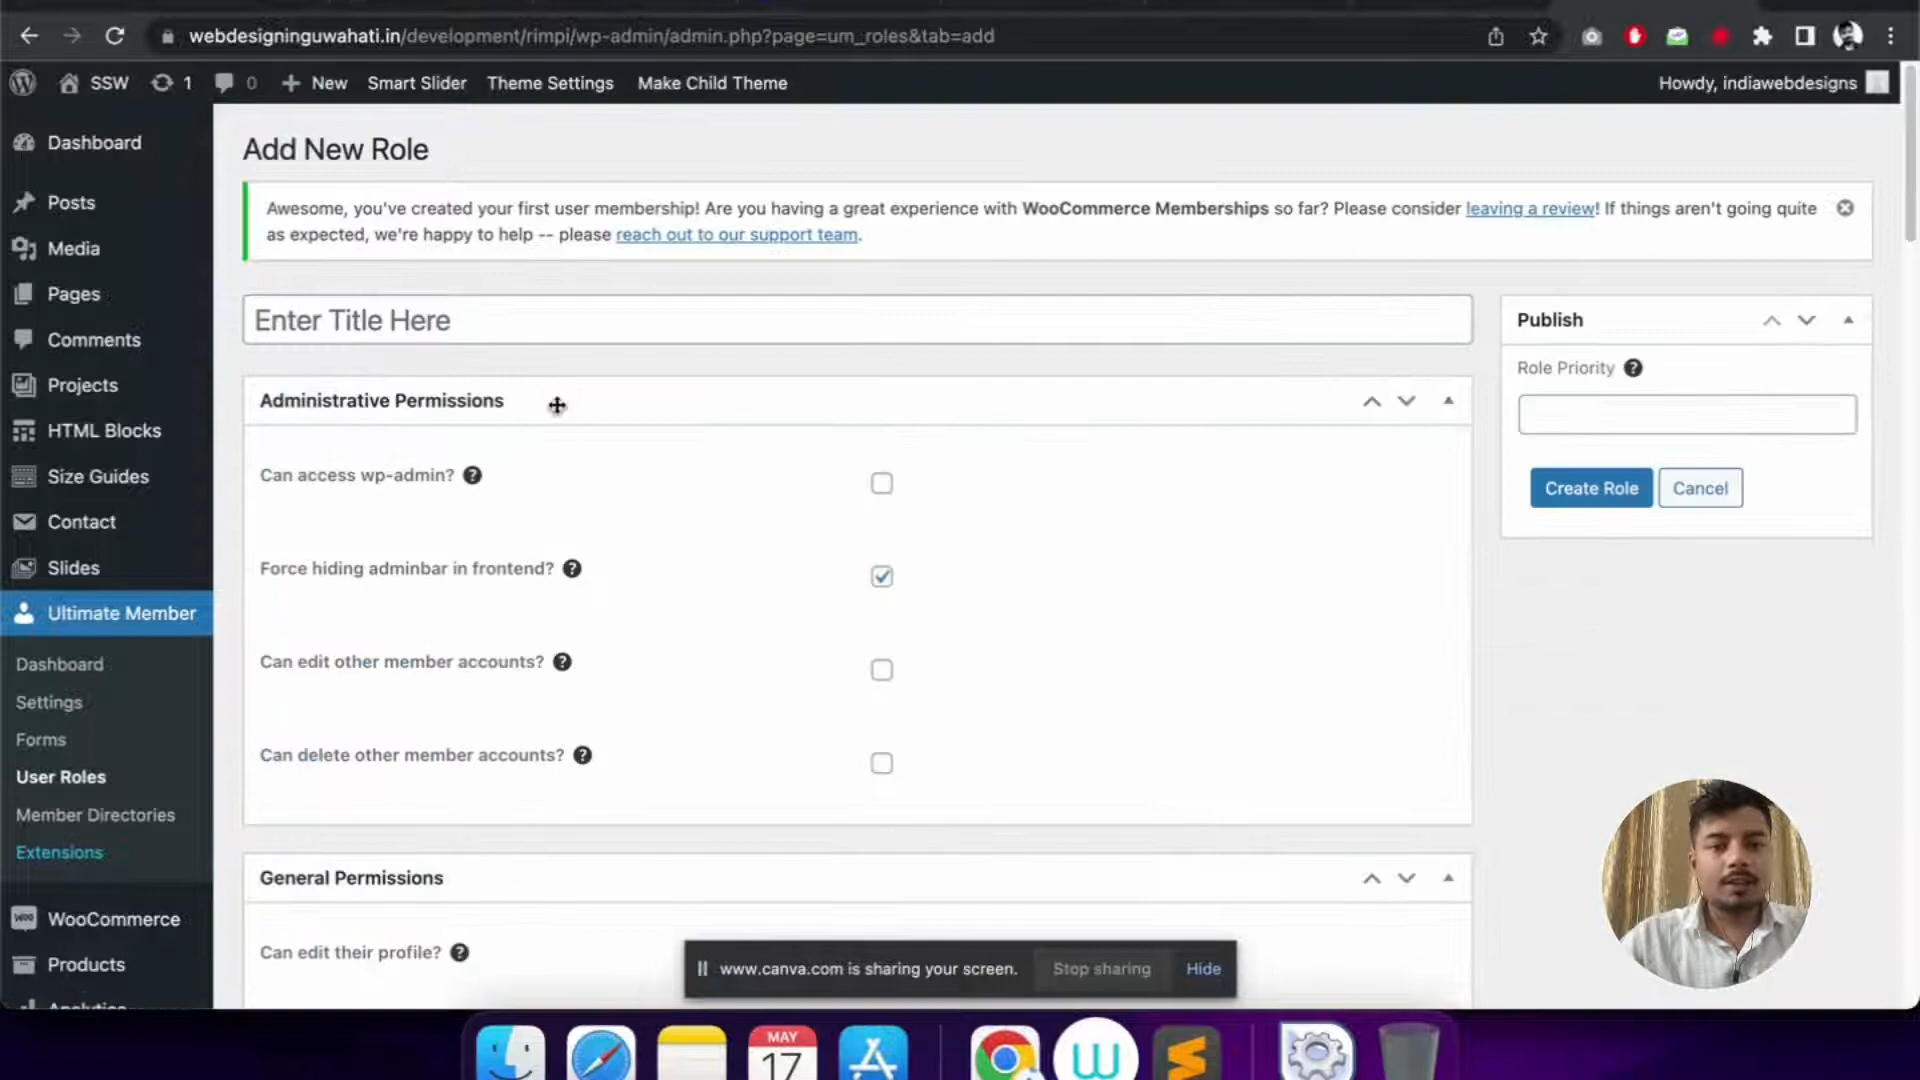 webdesigninguwahati.in/development/rimpi/wp-admin/admin.php?page=um_roles&tab=add
SSW 1 0 New Smart Slider Theme Settings Make Child Theme Howdy, indiawebdesigns
Dashboard
Posts
Media
Pages
Comments
Projects
HTML Blocks
Size Guides
Contact
Slides
Ultimate Member
Dashboard
Settings
Forms
User Roles
Member Directories
Extensions
WooCommerce
Products
Analytics
Add New Role
Awesome, you've created your first user membership! Are you having a great experience with WooCommerce Memberships so far? Please consider leaving a review! If things aren't going quite
as expected, we're happy to help -- please reach out to our support team.
Enter Title Here
Administrative Permissions
Can access wp-admin? ?
Force hiding adminbar in frontend? ?
Can edit other member accounts? ?
Can delete other member accounts? ?
General Permissions
Can edit their profile? ?
Publish
Role Priority ?
Create Role Cancel
www.canva.com is sharing your screen. Stop sharing Hide
MAY
17